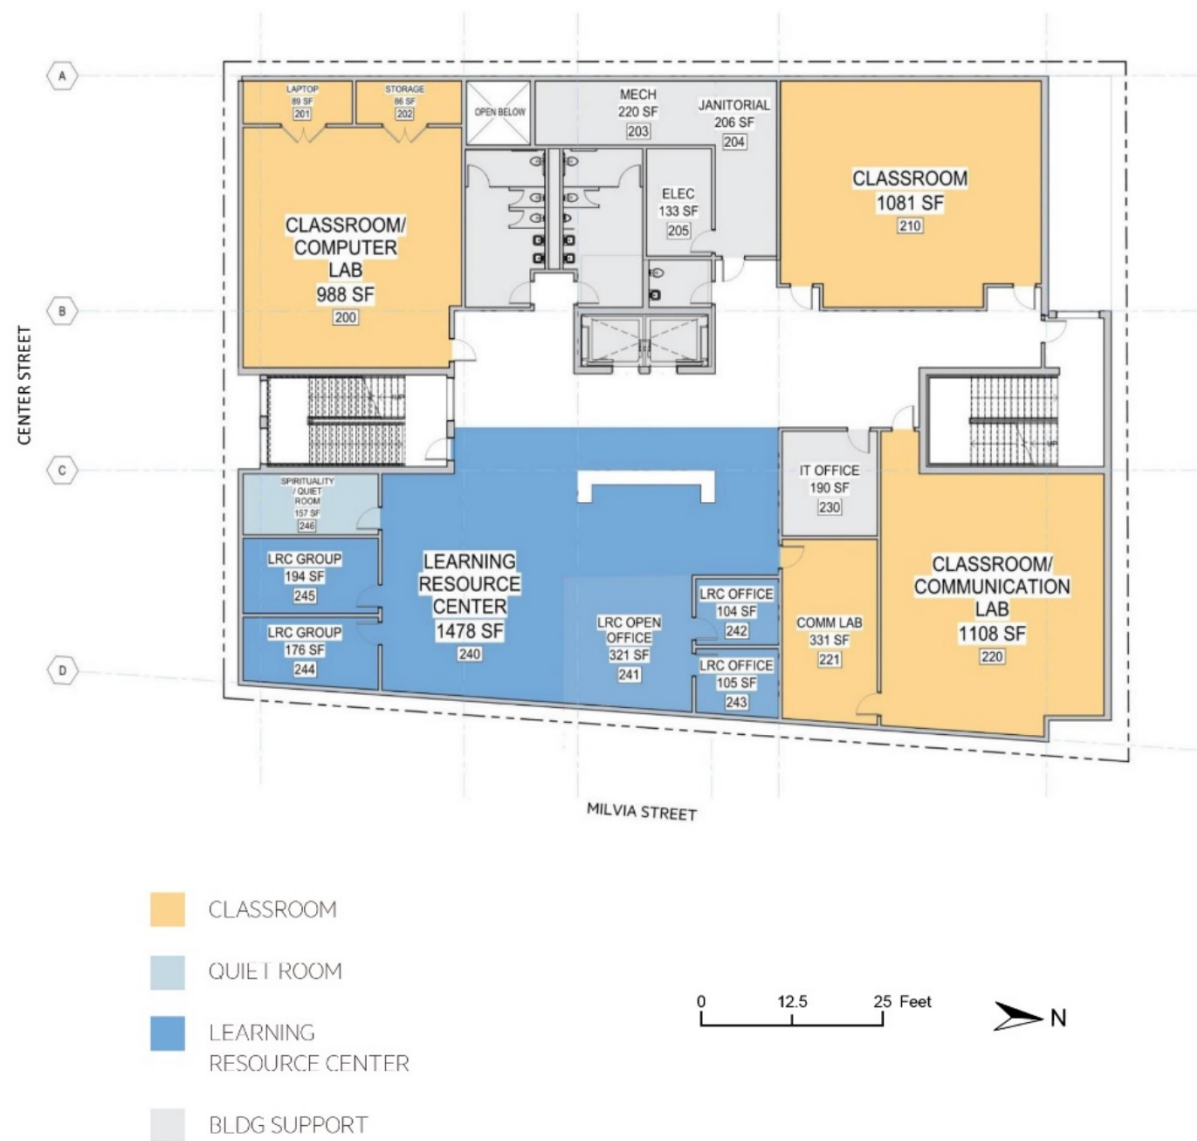 A
LAPTOP
89 SF
201
STORAGE
86 SF
202
OPEN BELOW
MECH
220 SF
203
JANITORIAL
206 SF
204
CLASSROOM
1081 SF
210
ELEC
133 SF
205
CLASSROOM/
COMPUTER
LAB
988 SF
200
B
CENTER STREET
C
SPIRITUALITY
/ QUIET
ROOM
157 SF
246
IT OFFICE
190 SF
230
LRC GROUP
194 SF
245
LEARNING
RESOURCE
CENTER
1478 SF
240
CLASSROOM/
COMMUNICATION
LAB
1108 SF
220
LRC OFFICE
104 SF
242
LRC OPEN
OFFICE
321 SF
241
COMM LAB
331 SF
221
LRC GROUP
176 SF
244
LRC OFFICE
105 SF
243
D
MILVIA STREET
CLASSROOM
QUIET ROOM
LEARNING
RESOURCE CENTER
BLDG SUPPORT
0 12.5 25 Feet
N